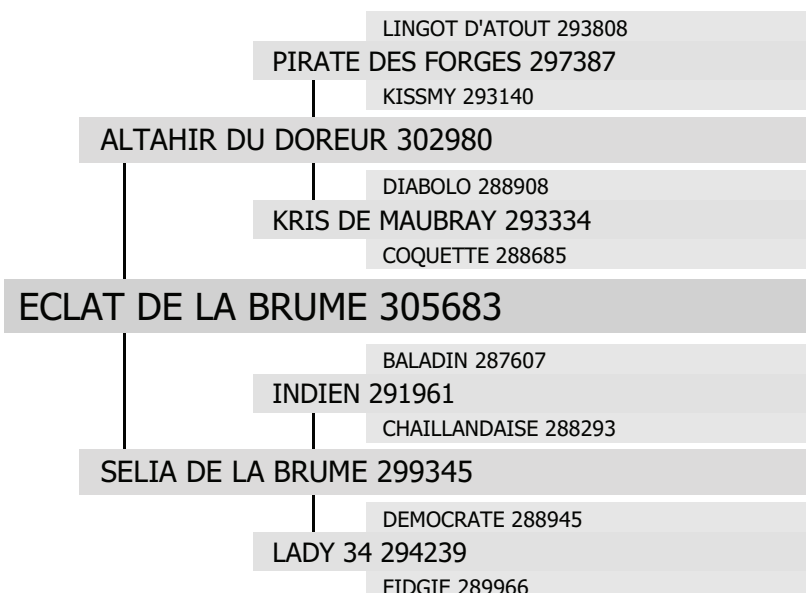 LINGOT D'ATOUT 293808
PIRATE DES FORGES 297387
KISSMY 293140
ALTAHIR DU DOREUR 302980
DIABOLO 288908
KRIS DE MAUBRAY 293334
COQUETTE 288685
ECLAT DE LA BRUME 305683
BALADIN 287607
INDIEN 291961
CHAILLANDAISE 288293
SELIA DE LA BRUME 299345
DEMOCRATE 288945
LADY 34 294239
FIDGIE 289966